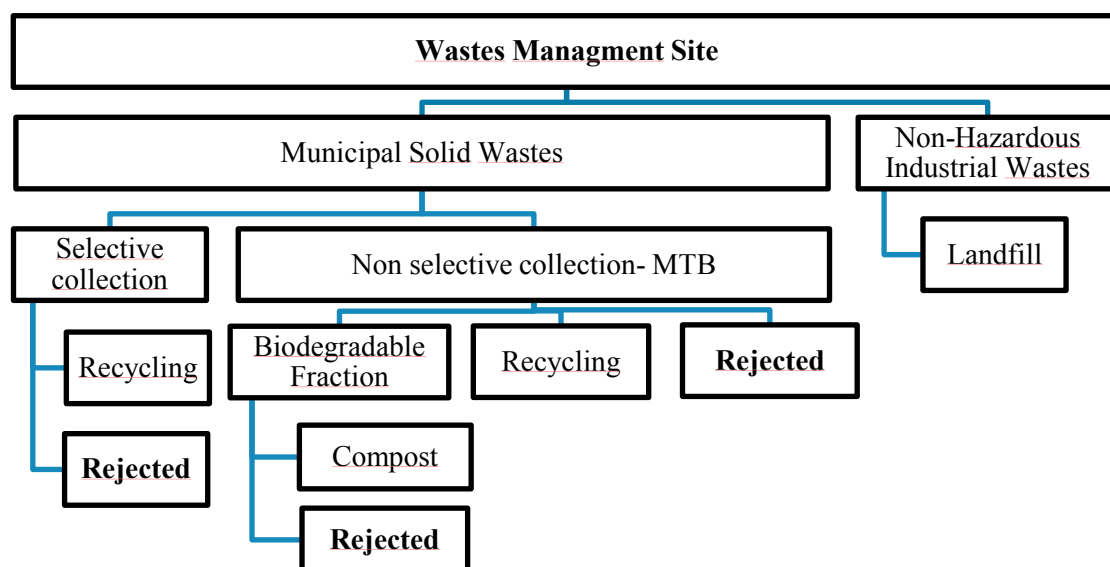 Wastes Managment Site
Municipal Solid Wastes
Non-Hazardous
Industrial Wastes
Selective
collection
Non selective collection- MTB
Landfill
Recycling
Biodegradable
Fraction
Recycling
Rejected
Rejected
Compost
Rejected